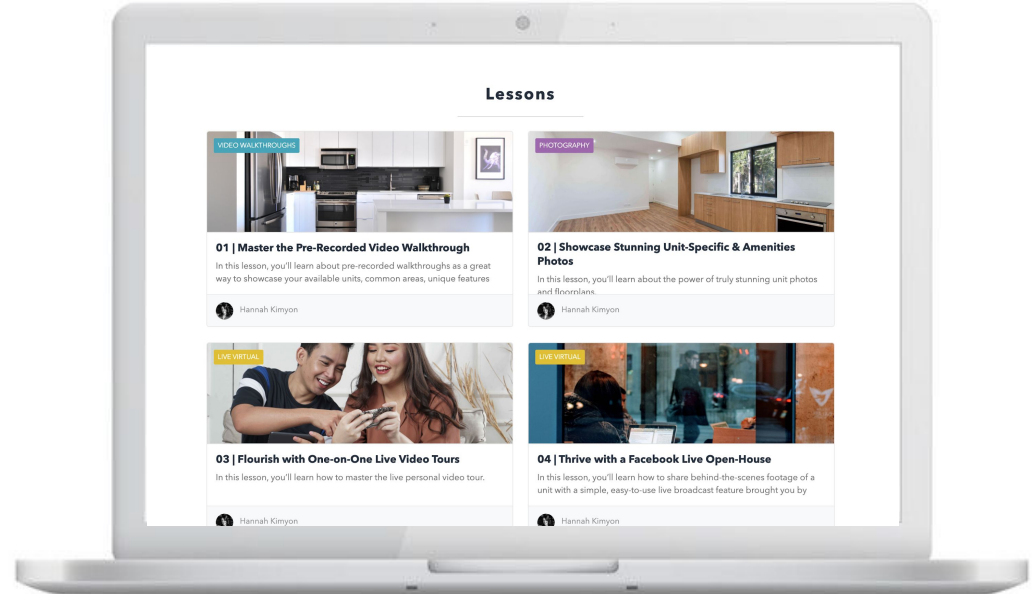 Lessons
VIDEO WALKTHROUGHS
01 | Master the Pre-Recorded Video Walkthrough
In this lesson, you'll learn about pre-recorded walkthroughs as a great
way to showcase your available units, common areas, unique features
Hannah Kimyon
PHOTOGRAPHY
02 | Showcase Stunning Unit-Specific & Amenities
Photos
In this lesson, you'll learn about the power of truly stunning unit photos
and floorplans.
Hannah Kimyon
LIVE VIRTUAL
03 | Flourish with One-on-One Live Video Tours
In this lesson, you'll learn how to master the live personal video tour.
Hannah Kimyon
LIVE VIRTUAL
04 | Thrive with a Facebook Live Open-House
In this lesson, you'll learn how to share behind-the-scenes footage of a
unit with a simple, easy-to-use live broadcast feature brought you by
Hannah Kimyon